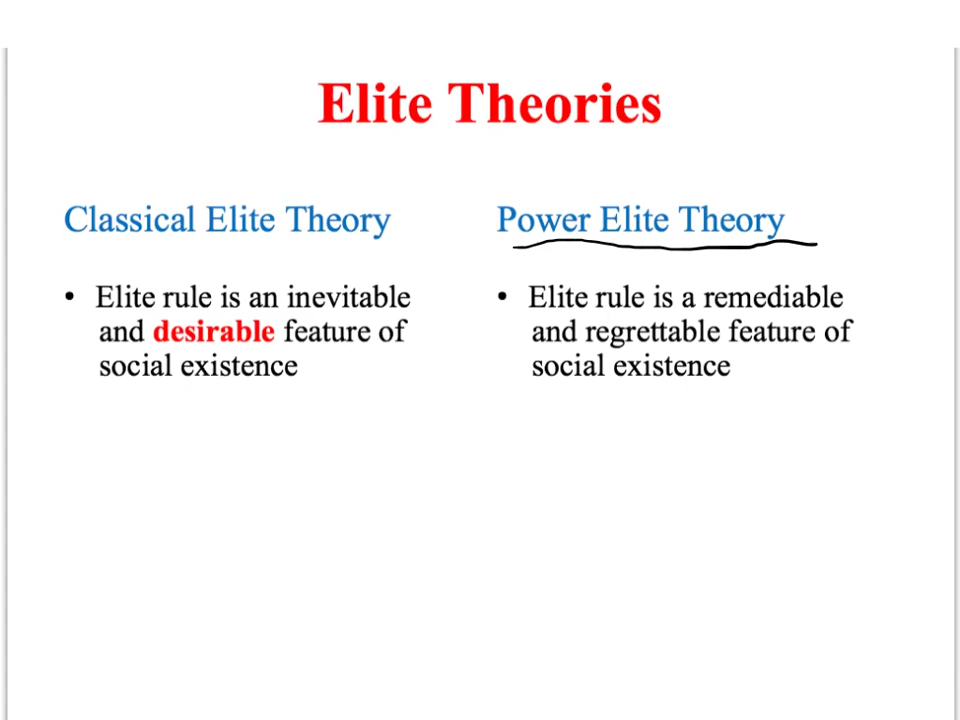 Elite Theories
Classical Elite Theory
• Elite rule is an inevitable
and desirable feature of
social existence
Power Elite Theory
• Elite rule is a remediable
and regrettable feature of
social existence